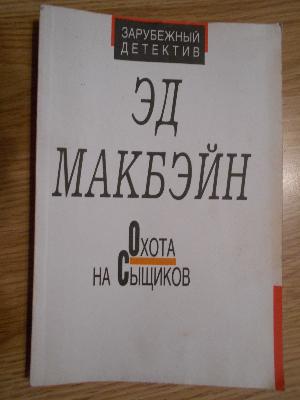 ЗАРУБЕЖНЫЙ
ДЕТЕКТИВ
ЭД
МАКБЭЙН
ОХОТА
НА СЫЩИКОВ